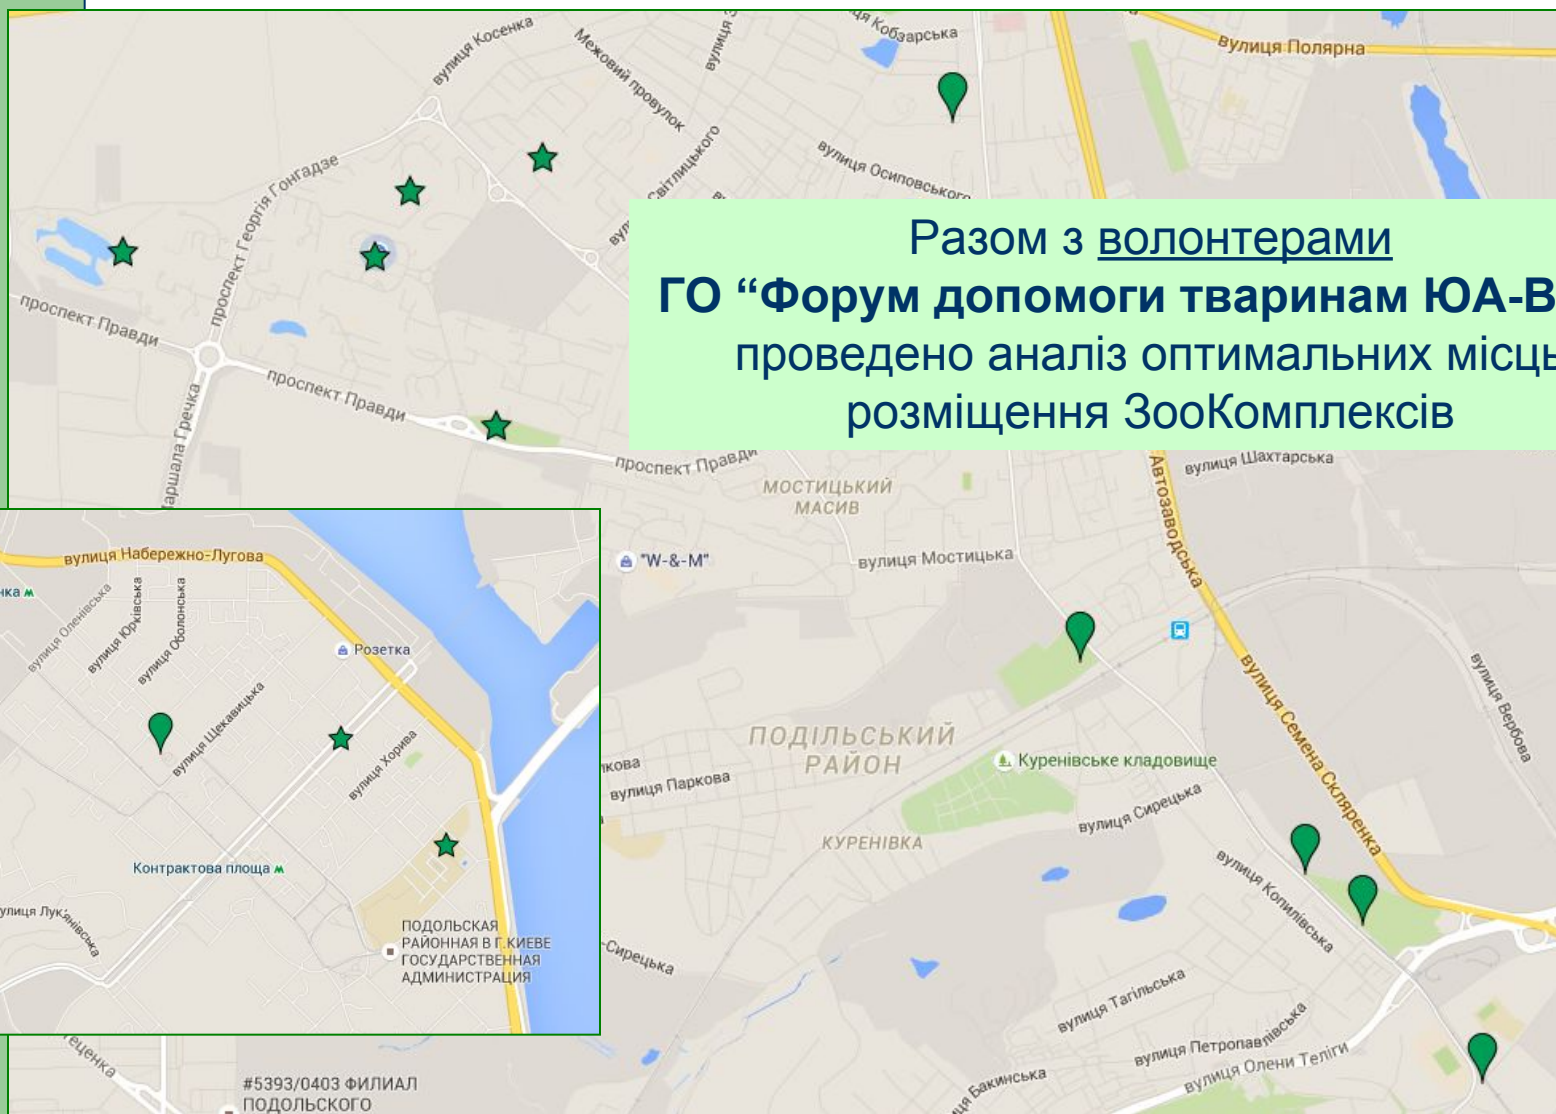 вулиця Косенка
Межовий провулок
Кобзарська
вулиця Полярна
вулиця Осиповського
Світлицького
проспект Георгія Гонгадзе
проспект Правди
проспект Правди
проспект Правди
Разом з волонтерами
ГО “Форум допомоги тваринам ЮА-В
проведено аналіз оптимальних місць
розміщення ЗооКомплексів
Гречка
МОСТИЦЬКИЙ
МАСИВ
"W-&-M"
вулиця Мостицька
Автозаводська
вулиця Шахтарська
вулиця Семена Скляренка
вулиця Вербова
ПОДІЛЬСЬКИЙ
РАЙОН
Куренівське кладовище
вулиця Паркова
вулиця Сирецька
КУРЕНІВКА
вулиця Копилівська
вулиця Тагільська
вулиця Петропавлівська
вулиця Олени Теліги
Бакинська
-Сирецька
вулиця Набережно-Лугова
вулиця Оленівська
вулиця Юрківська
вулиця Оболонська
Розетка
вулиця Щекавицька
вулиця Хорива
Контрактова площа
Лук'янівська
ПОДОЛЬСКАЯ
РАЙОННАЯ В Г.КИЕВЕ
ГОСУДАРСТВЕННАЯ
АДМИНИСТРАЦИЯ
#5393/0403 ФИЛИАЛ
ПОДОЛЬСКОГО